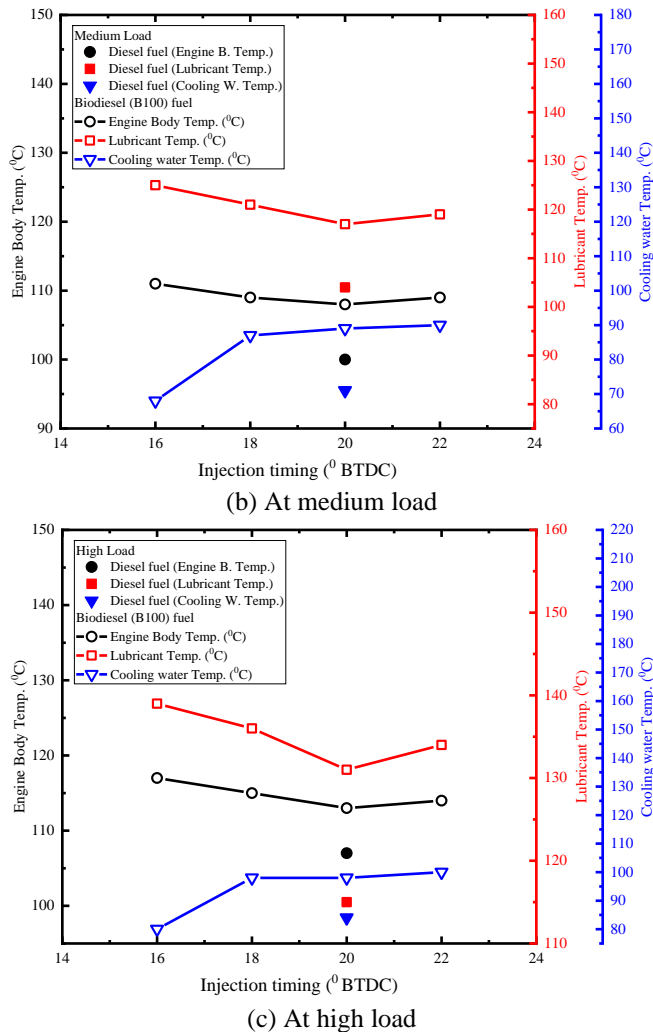 150
140
130
120
110
100
90
Engine Body Temp. (⁰C)
Medium Load
Diesel fuel (Engine B. Temp.)
Diesel fuel (Lubricant Temp.)
Diesel fuel (Cooling W. Temp.)
Biodiesel (B100) fuel
Engine Body Temp. (⁰C)
Lubricant Temp. (⁰C)
Cooling water Temp. (⁰C)
160
150
140
130
120
110
100
90
80
Lubricant Temp. (⁰C)
180
170
160
150
140
130
120
110
100
90
80
70
60
Cooling water Temp. (⁰C)
14 16 18 20 22 24
Injection timing (⁰ BTDC)
(b) At medium load
150
140
130
120
110
100
Engine Body Temp. (⁰C)
High Load
Diesel fuel (Engine B. Temp.)
Diesel fuel (Lubricant Temp.)
Diesel fuel (Cooling W. Temp.)
Biodiesel (B100) fuel
Engine Body Temp. (⁰C)
Lubricant Temp. (⁰C)
Cooling water Temp. (⁰C)
160
150
140
130
120
110
Lubricant Temp. (⁰C)
220
210
200
190
180
170
160
150
140
130
120
110
100
90
80
Cooling water Temp. (⁰C)
14 16 18 20 22 24
Injection timing (⁰ BTDC)
(c) At high load